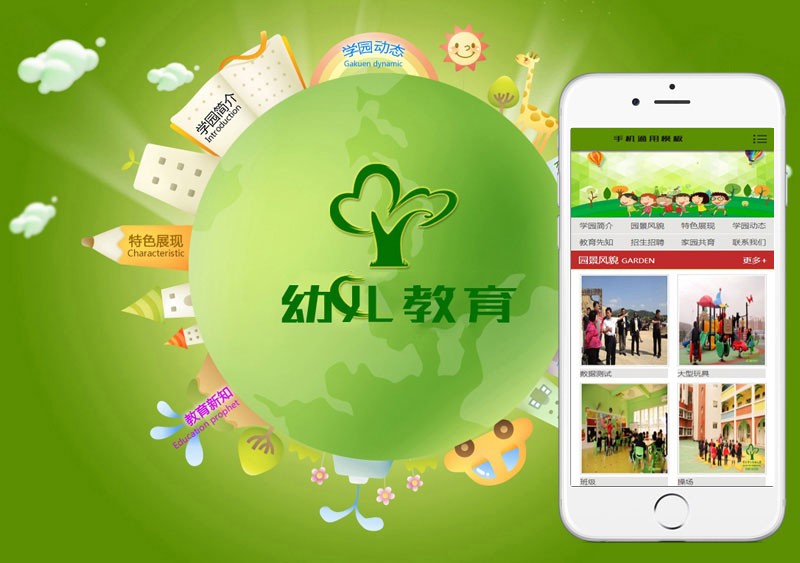 学园动态
Gakuen dynamic
学园简介
Introduction
特色展现
Characteristic
幼儿教育
教育新知
Education prophet
手机通用模板
学园简介 园景风貌 特色展现 学园动态
教育先知 招生招聘 家园共育 联系我们
园景风貌 GARDEN 更多+
数据测试 大型玩具
班级 操场